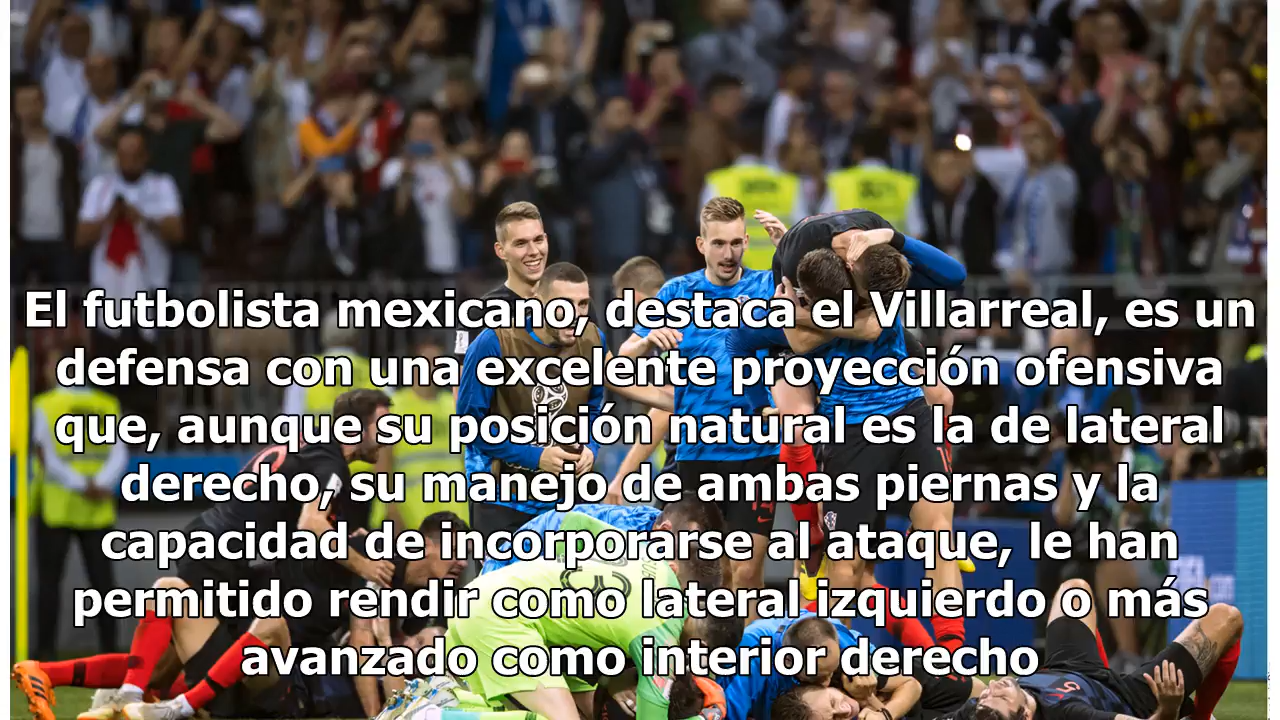 El futbolista mexicano, destaca el Villarreal, es un
defensa con una excelente proyección ofensiva
que, aunque su posición natural es la de lateral
derecho, su manejo de ambas piernas y la
capacidad de incorporarse al ataque, le han
permitido rendir como lateral izquierdo o más
avanzado como interior derecho